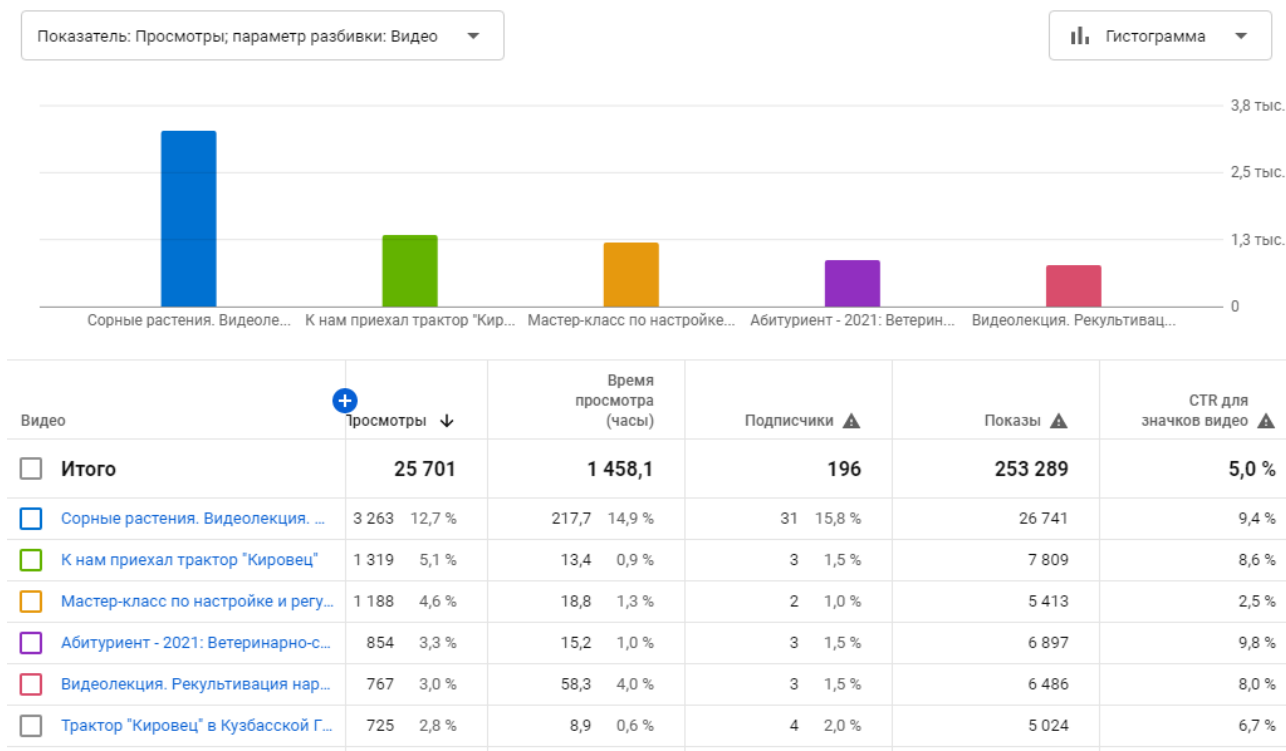 Показатель: Просмотры; параметр разбивки: Видео
Гистограмма
3,8 тыс.
2,5 тыс.
1,3 тыс.
0
Сорные растения. Видеоле... К нам приехал трактор "Кир... Мастер-класс по настройке... Абитуриент - 2021: Ветерин... Видеолекция. Рекультивац...
Видео
Просмотры
Время
просмотра
(часы)
Подписчики
Показы
CTR для
значков видео
Итого 25 701 1 458,1 196 253 289 5,0 %
Сорные растения. Видеолекция. ... 3 263 12,7 % 217,7 14,9 % 31 15,8 % 26 741 9,4 %
К нам приехал трактор "Кировец" 1 319 5,1 % 13,4 0,9 % 3 1,5 % 7 809 8,6 %
Мастер-класс по настройке и регу... 1 188 4,6 % 18,8 1,3 % 2 1,0 % 5 413 2,5 %
Абитуриент - 2021: Ветеринарно-с... 854 3,3 % 15,2 1,0 % 3 1,5 % 6 897 9,8 %
Видеолекция. Рекультивация нар... 767 3,0 % 58,3 4,0 % 3 1,5 % 6 486 8,0 %
Трактор "Кировец" в Кузбасской Г... 725 2,8 % 8,9 0,6 % 4 2,0 % 5 024 6,7 %